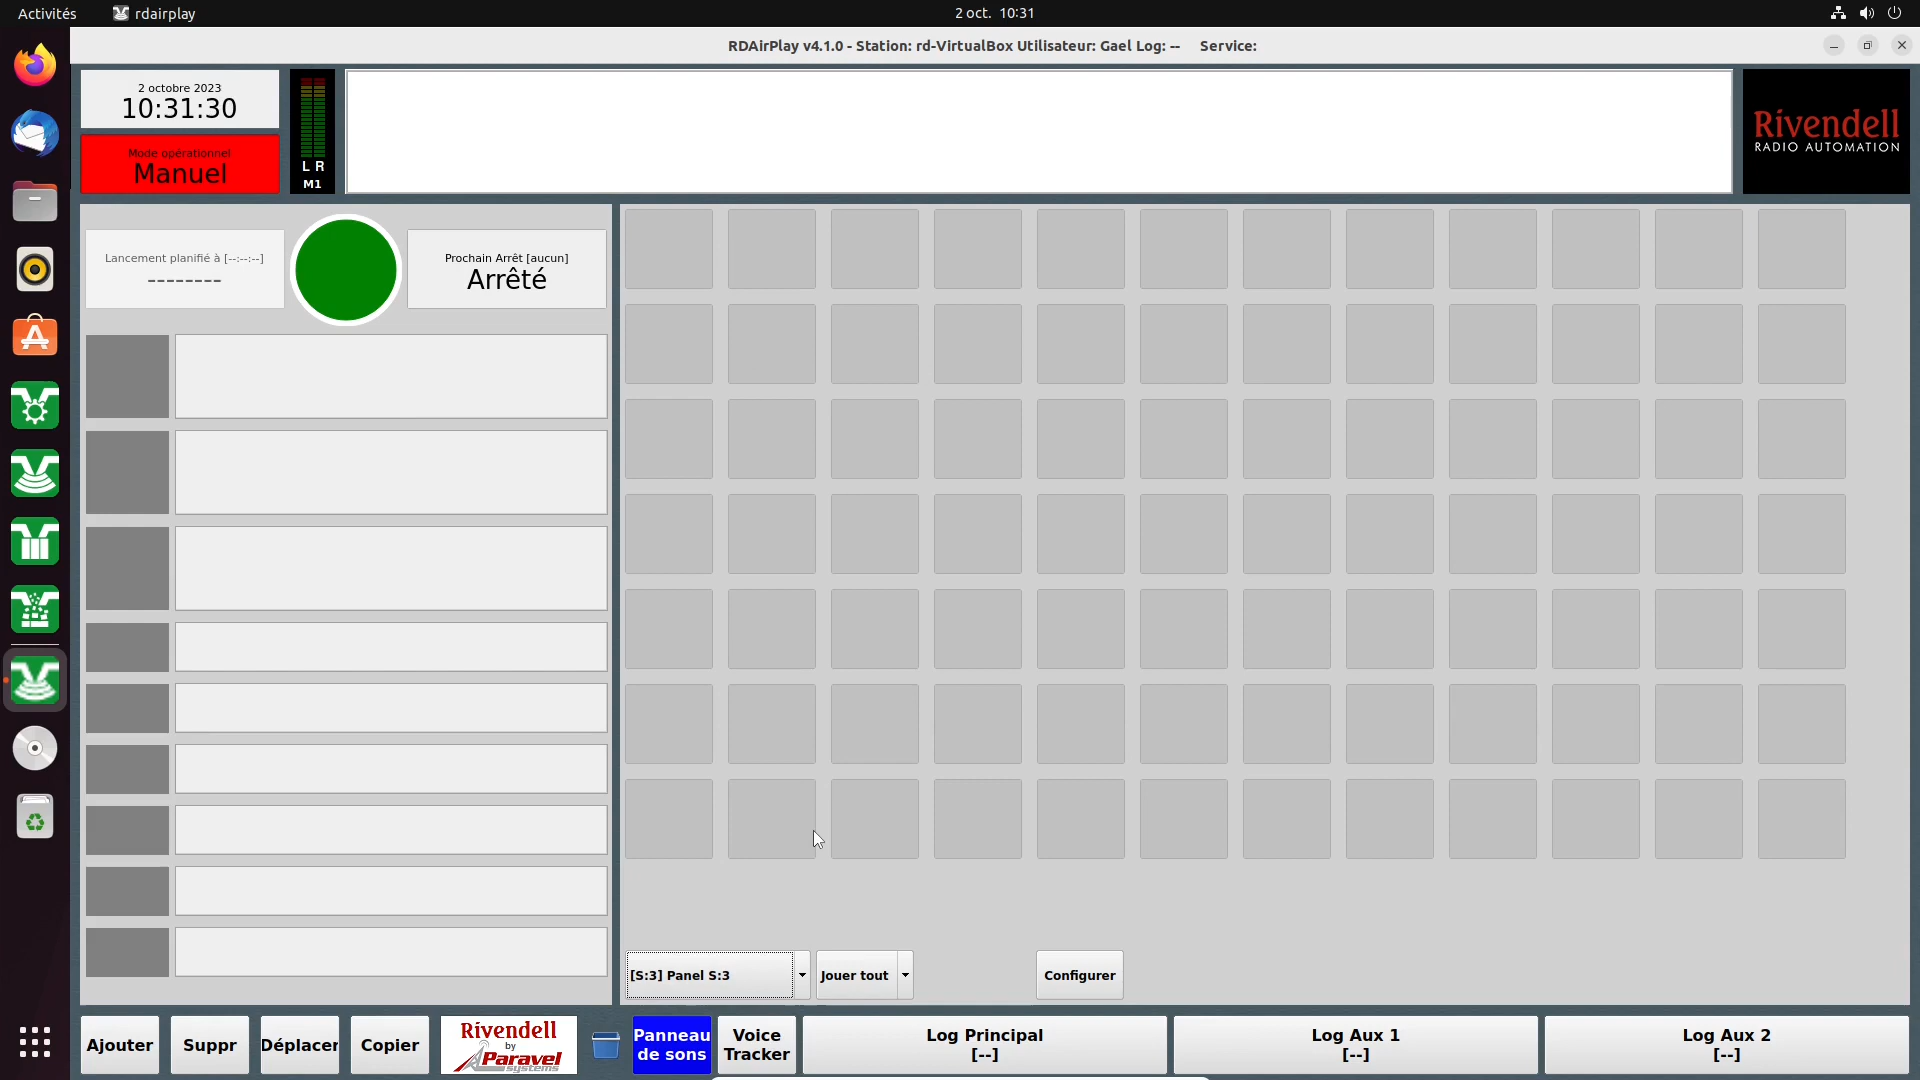 Activités
rdairplay
2 oct.  10:31
RDAirPlay v4.1.0 - Station: rd-VirtualBox Utilisateur: Gael Log: --    Service:
2 octobre 2023
10:31:30
Mode opérationnel
Manuel
L R
M1
Rivendell
RADIO AUTOMATION
Lancement planifié à [--:--:--]
--------
Prochain Arrêt [aucun]
Arrêté
[S:3] Panel S:3
Jouer tout
Configurer
Ajouter
Suppr
Déplacer
Copier
Rivendell
by
Paravel
systems
Panneau
de sons
Voice
Tracker
Log Principal
[--]
Log Aux 1
[--]
Log Aux 2
[--]